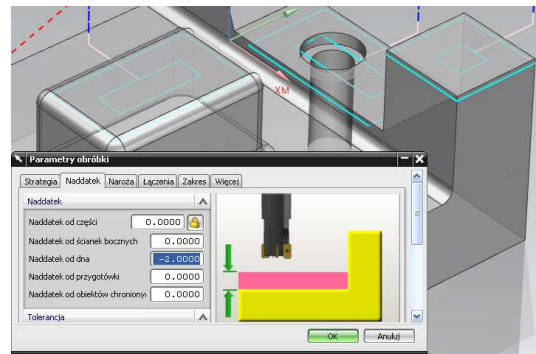 XM
Parametry obróbki
Strategia Naddatek Naroża Łączenia Zakres Więcej
Naddatek
Naddatek od części 0.0000
Naddatek od ścianek bocznych 0.0000
Naddatek od dna -2.0000
Naddatek od przygotówki 0.0000
Naddatek od obiektów chroniony 0.0000
Tolerancja
OK Anuluj